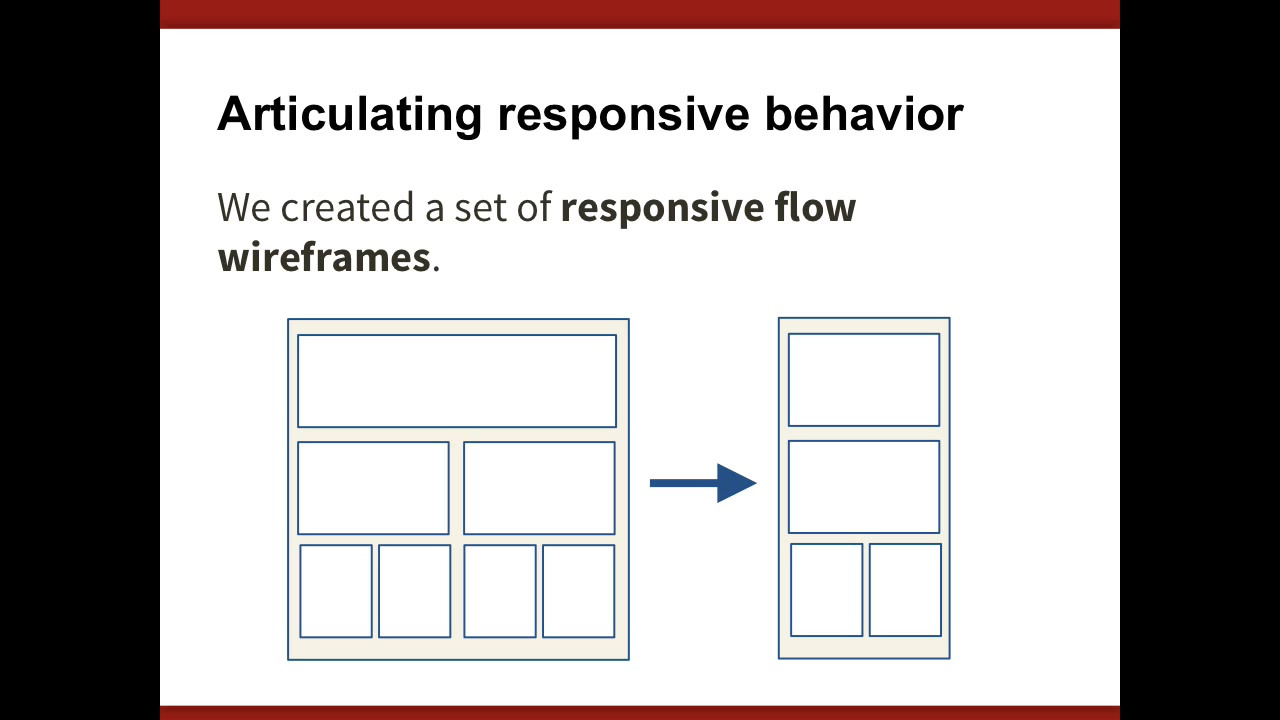 Articulating responsive behavior
We created a set of responsive flow
wireframes.